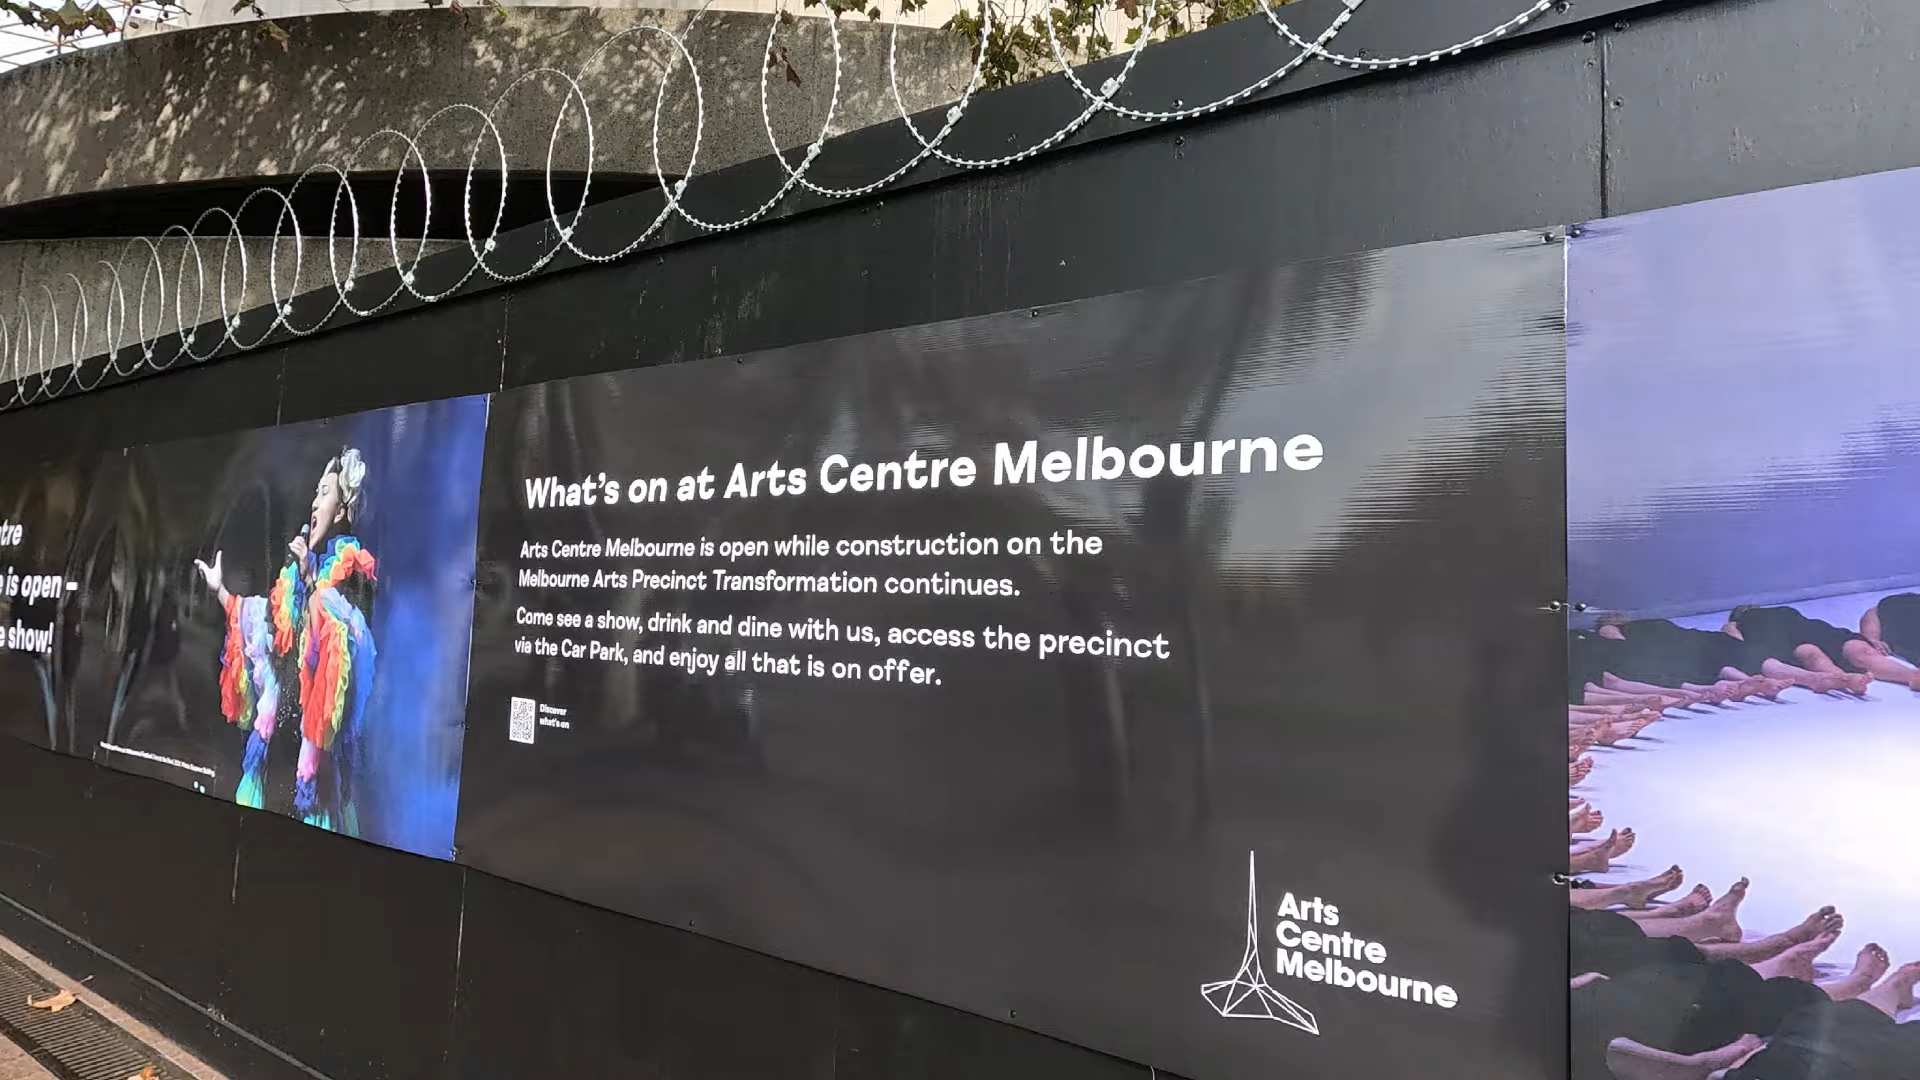 tre
is open –
show!
What's on at Arts Centre Melbourne
Arts Centre Melbourne is open while construction on the
Melbourne Arts Precinct Transformation continues.
Come see a show, drink and dine with us, access the precinct
via the Car Park, and enjoy all that is on offer.
Discover
what's on
Arts
Centre
Melbourne